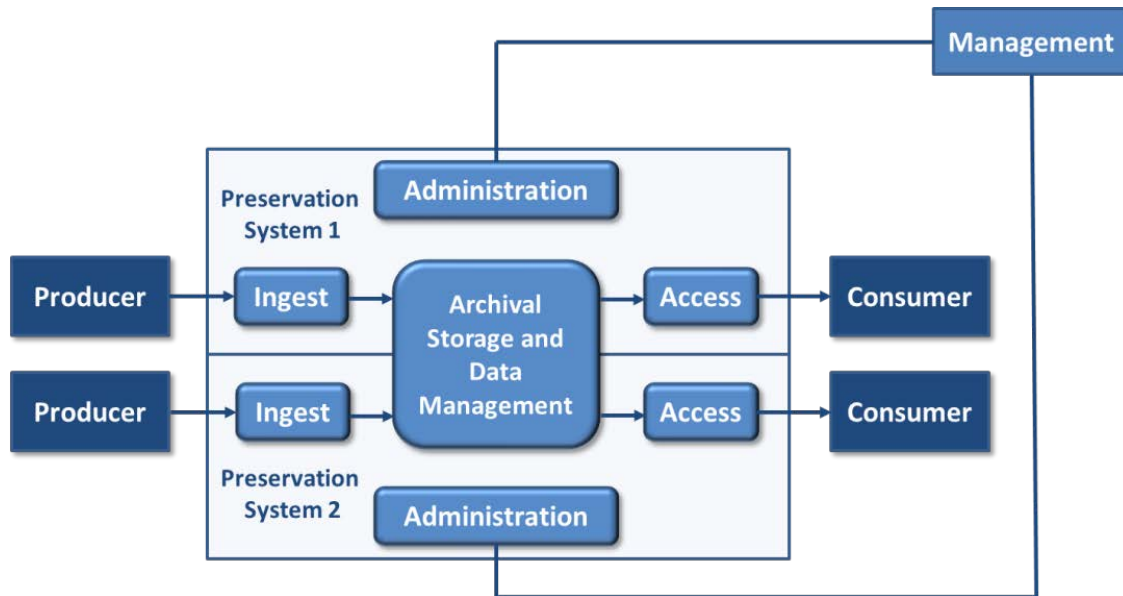 Management
Administration
Preservation
System 1
Producer
Ingest
Archival
Storage and
Data
Management
Access
Consumer
Producer
Ingest
Access
Consumer
Preservation
System 2
Administration